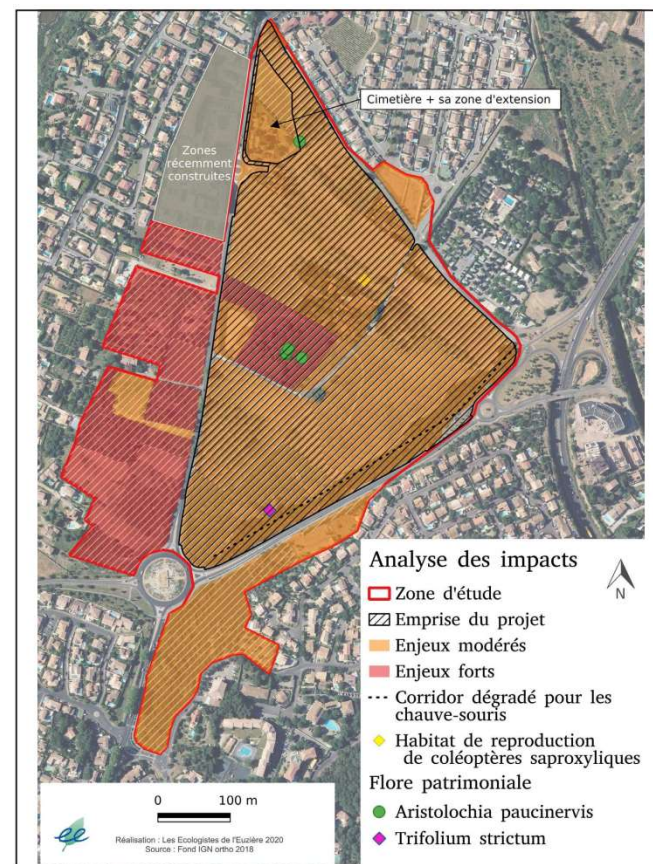 Cimetière + sa zone d'extension
Zones
récemment
construites
Analyse des impacts
Zone d'étude
N
Emprise du projet
Enjeux modérés
Enjeux forts
Corridor dégradé pour les
chauve-souris
Habitat de reproduction
de coléoptères saproxyliques
Flore patrimoniale
Aristolochia paucinervis
Trifolium strictum
0 100 m
Réalisation : Les Ecologistes de l'Euzière 2020
Source : Fond IGN ortho 2018